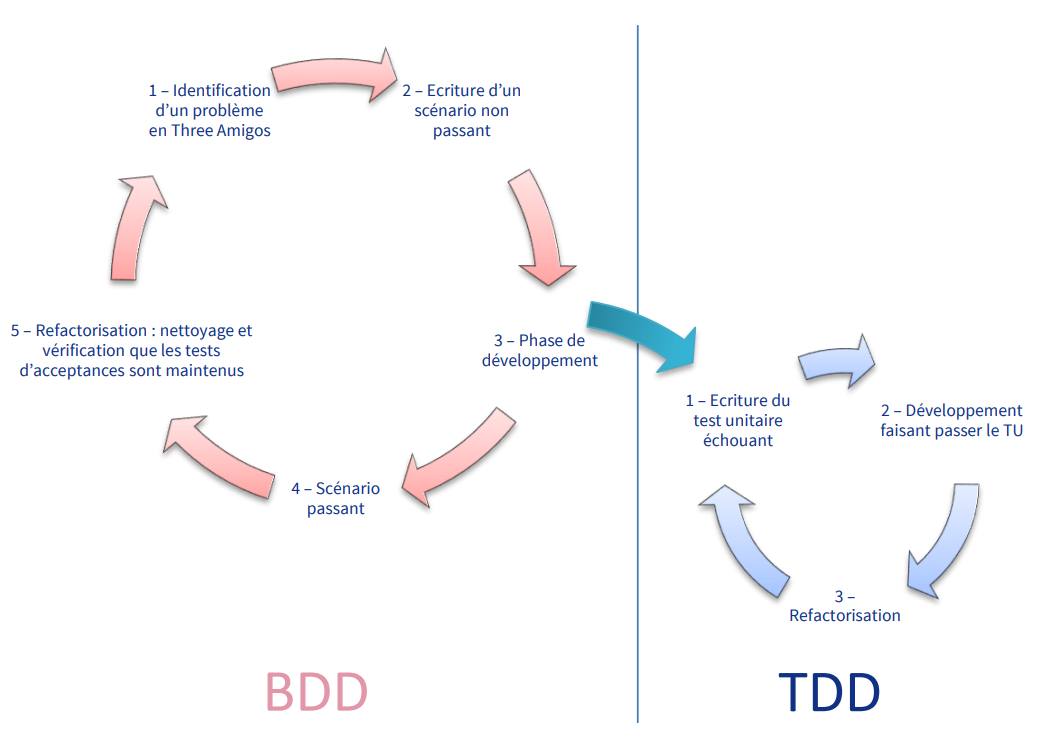 1 – Identification
d'un problème
en Three Amigos
2 – Ecriture d'un
scénario non
passant
3 – Phase de
développement
4 – Scénario
passant
5 – Refactorisation : nettoyage et
vérification que les tests
d'acceptances sont maintenus
BDD
1 – Ecriture du
test unitaire
échouant
2 – Développement
faisant passer le TU
3 –
Refactorisation
TDD